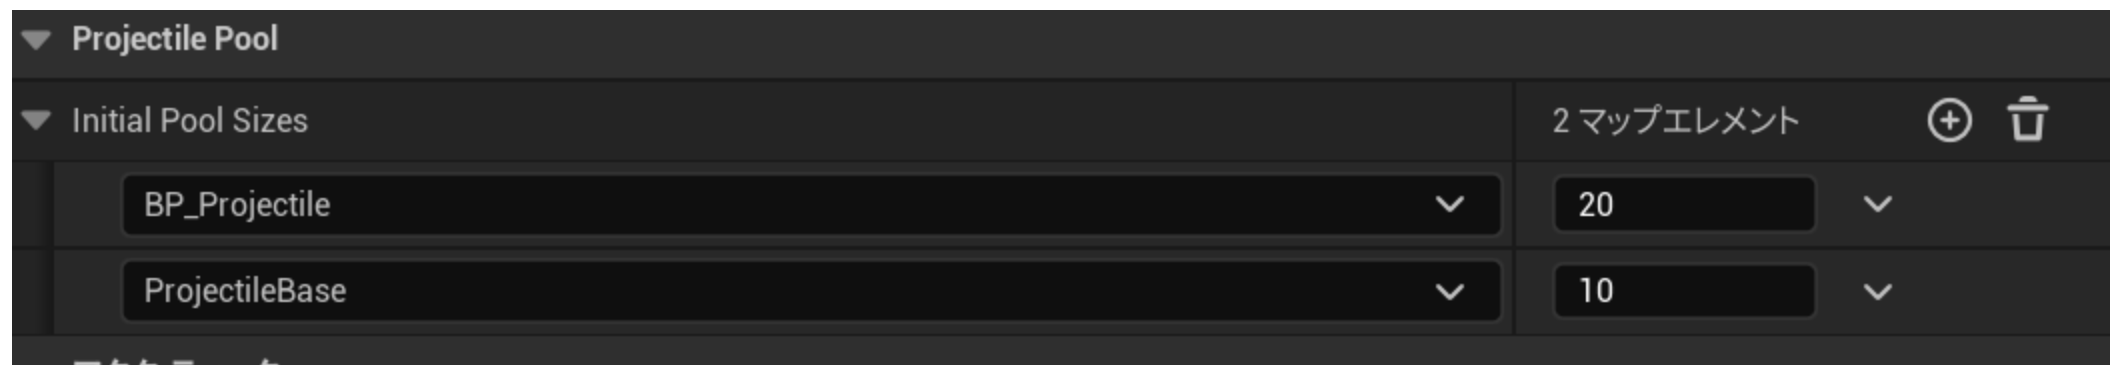 Projectile Pool
Initial Pool Sizes 2 マップエレメント
BP_Projectile 20
ProjectileBase 10